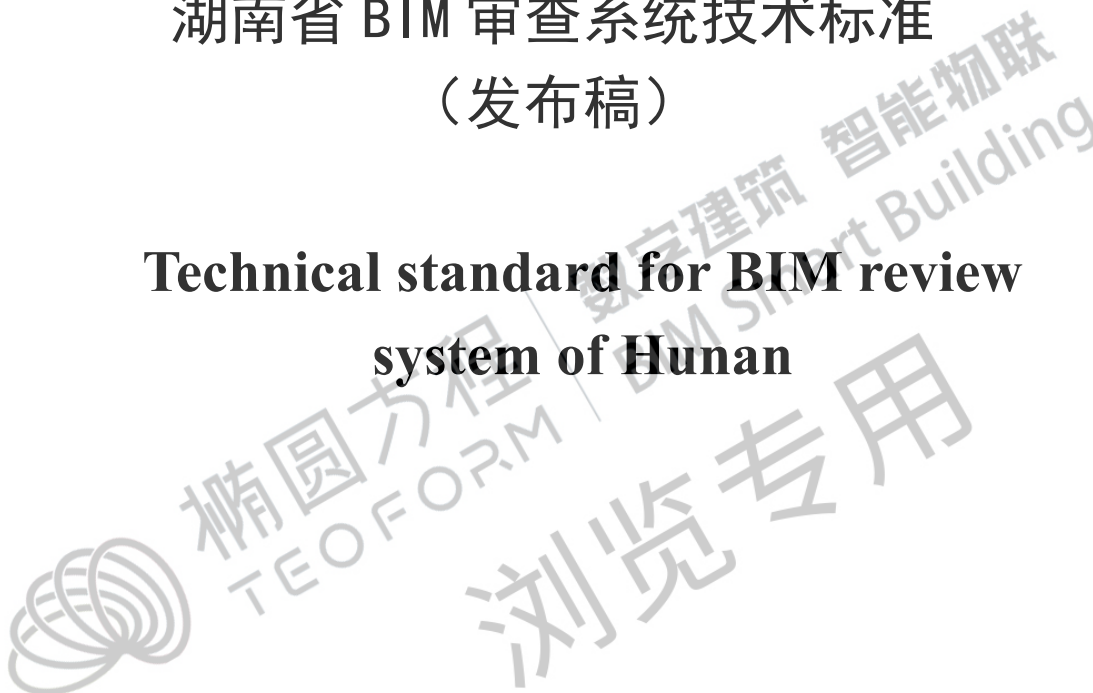 湖南省 BIM 审查系统技术标准
（发布稿）
Technical standard for BIM review
system of Hunan
椭圆方程
TEOFORM
数字建筑 智能物联
BIM Smart Building
浏览专用